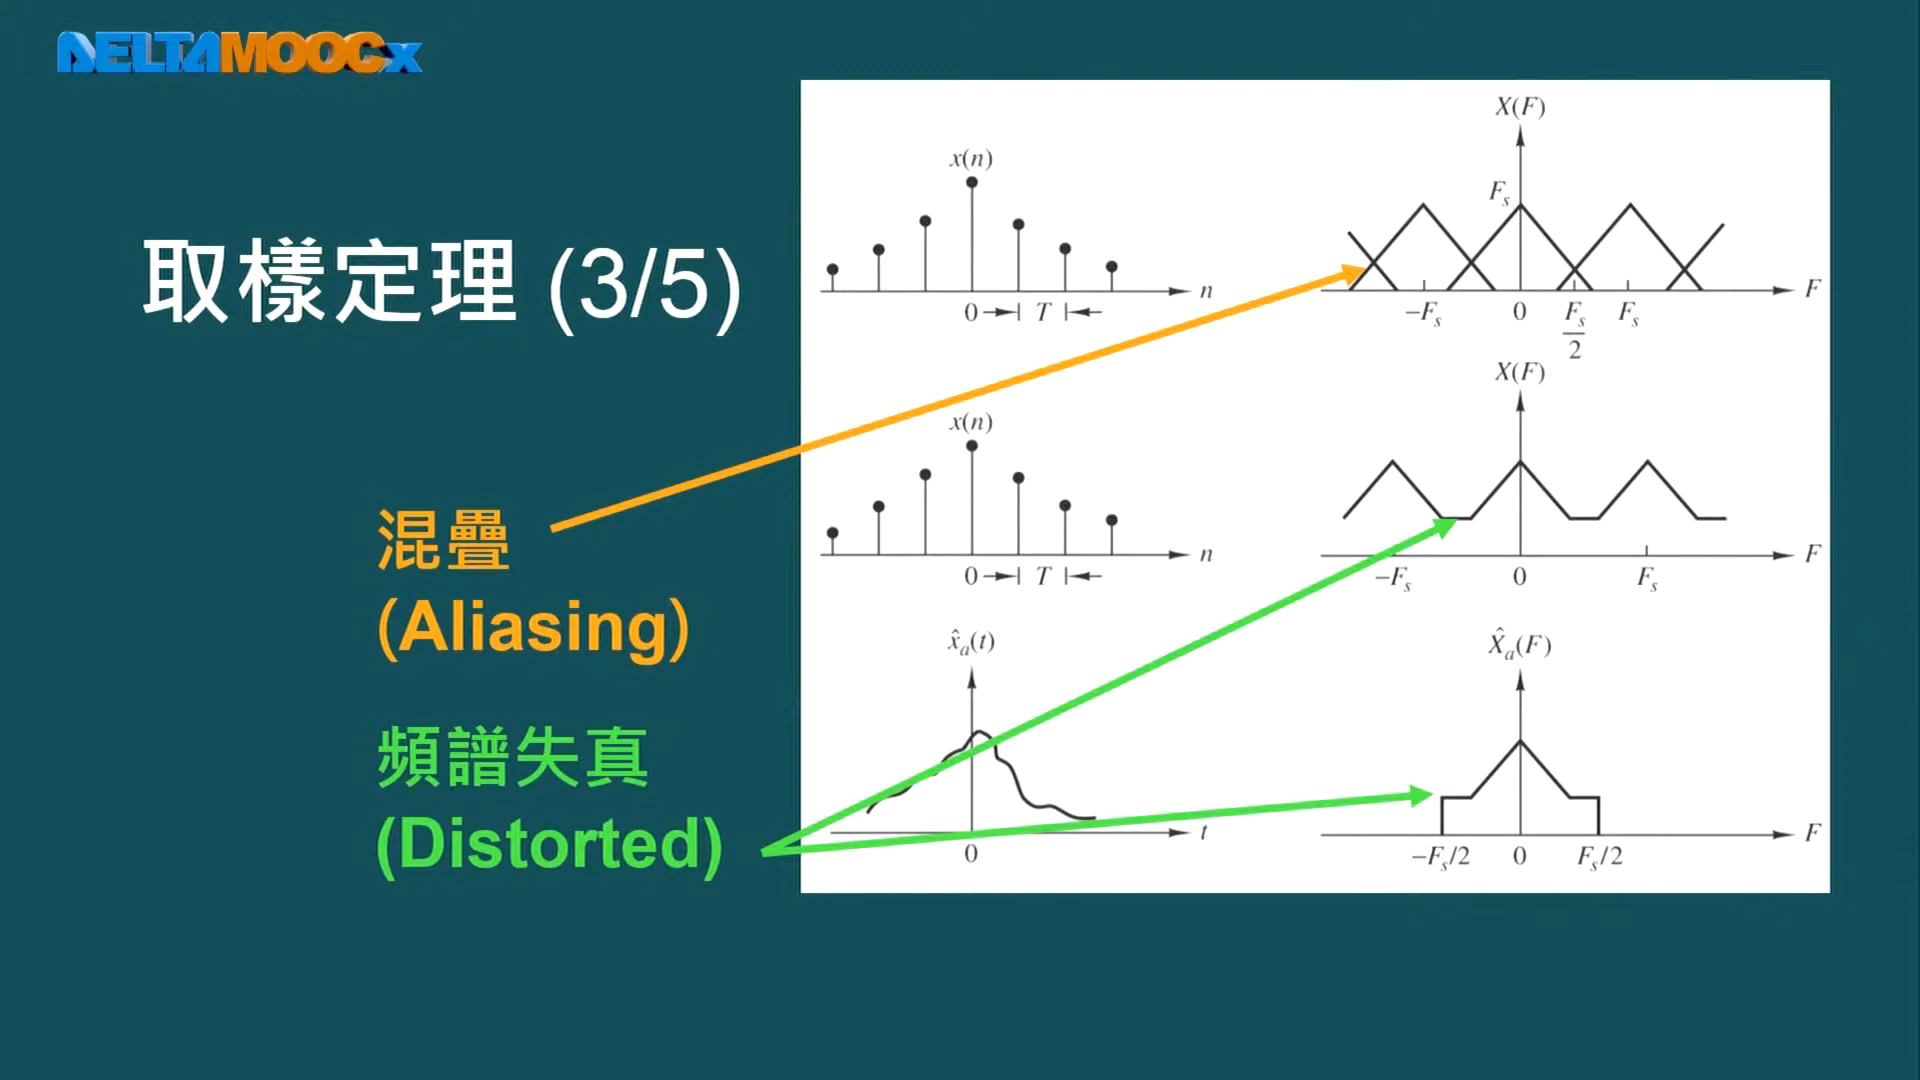 DELTAMOOCx
取樣定理 (3/5)
混疊
(Aliasing)
頻譜失真
(Distorted)
x(n)
n
0 T
X(F)
Fs
F
−Fs 0 Fs/2 Fs
x(n)
n
0 T
X(F)
F
−Fs 0 Fs
x̂a(t)
t
0
X̂a(F)
F
−Fs/2 0 Fs/2